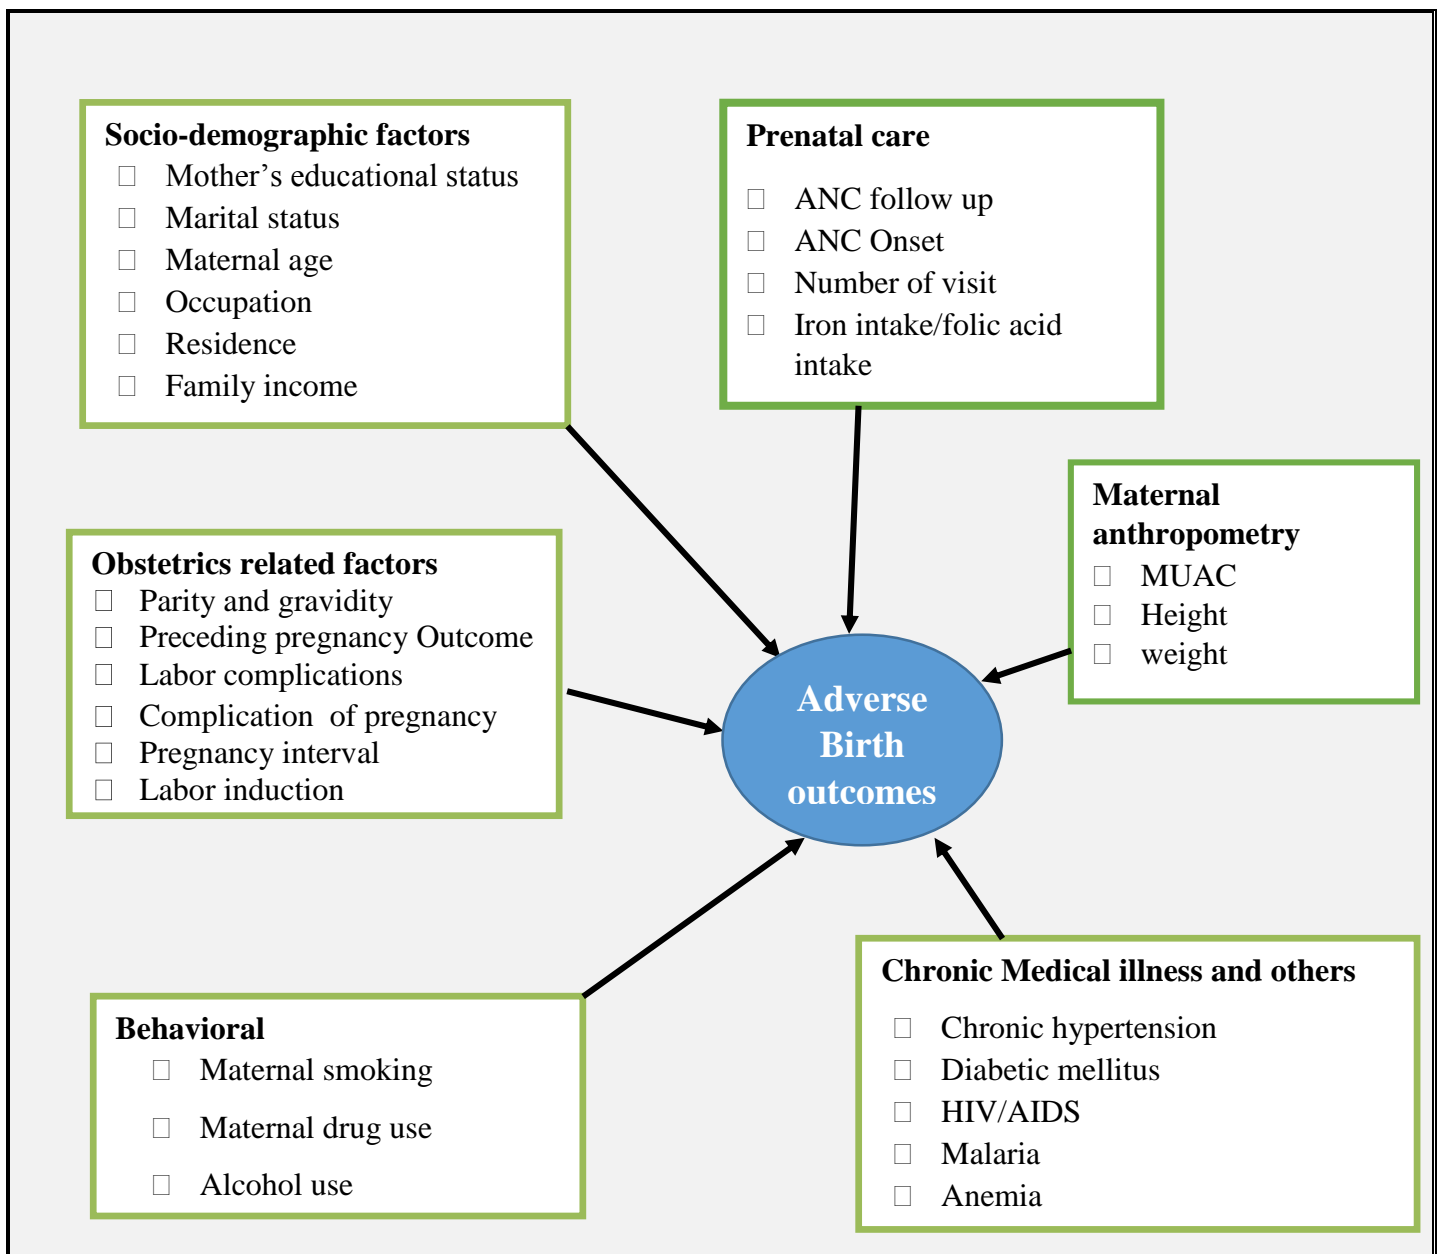 Socio-demographic factors
□ Mother’s educational status
□ Marital status
□ Maternal age
□ Occupation
□ Residence
□ Family income
Prenatal care
□ ANC follow up
□ ANC Onset
□ Number of visit
□ Iron intake/folic acid
intake
Maternal
anthropometry
□ MUAC
□ Height
□ weight
Obstetrics related factors
□ Parity and gravidity
□ Preceding pregnancy Outcome
□ Labor complications
□ Complication of pregnancy
□ Pregnancy interval
□ Labor induction
Adverse
Birth
outcomes
Behavioral
□ Maternal smoking
□ Maternal drug use
□ Alcohol use
Chronic Medical illness and others
□ Chronic hypertension
□ Diabetic mellitus
□ HIV/AIDS
□ Malaria
□ Anemia